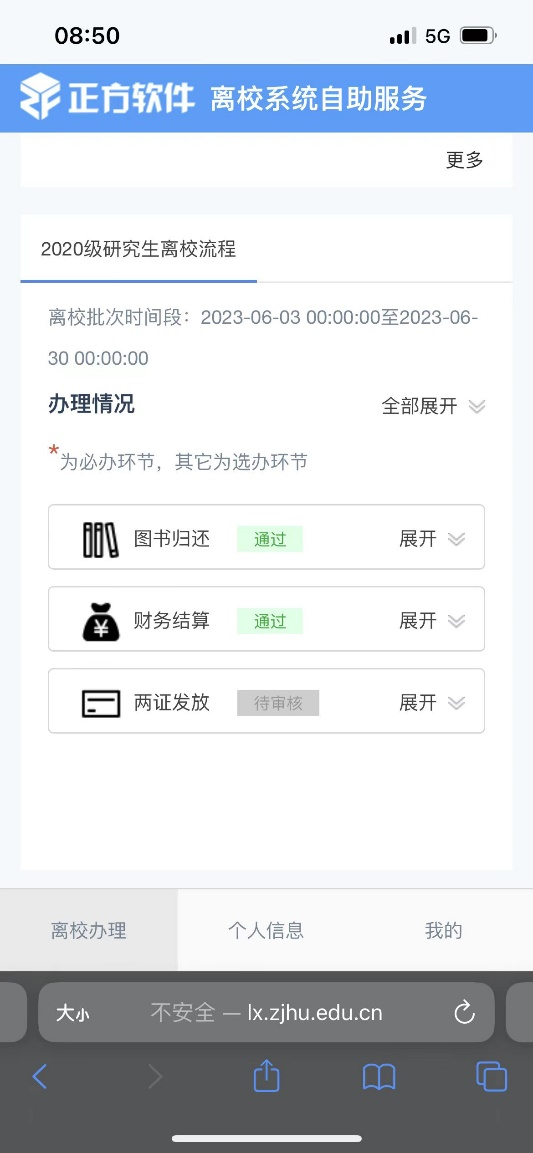 08:50 5G
正方软件 离校系统自助服务
更多
2020级研究生离校流程
离校批次时间段：2023-06-03 00:00:00至2023-06-
30 00:00:00
办理情况 全部展开
*为必办环节，其它为选办环节
图书归还 通过 展开
财务结算 通过 展开
两证发放 待审核 展开
离校办理 个人信息 我的
大小 不安全 — lx.zjhu.edu.cn